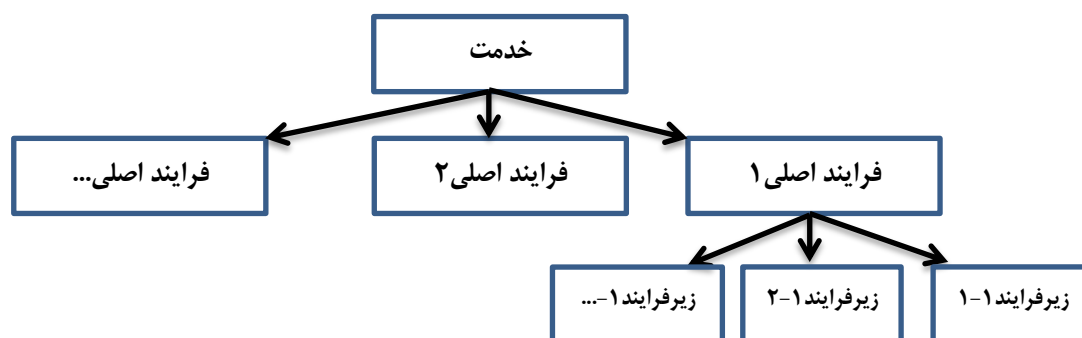 خدمت
فرایند اصلی۱
فرایند اصلی۲
فرایند اصلی...
زیرفرایند۱-۱
زیرفرایند۱-۲
زیرفرایند۱-...